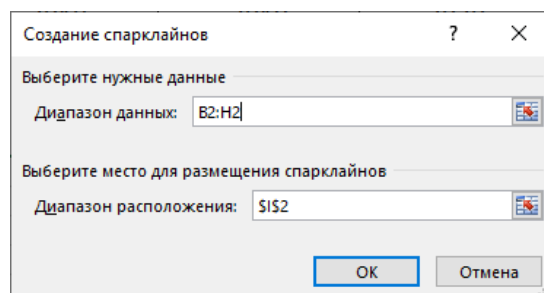 Создание спарклайнов ?
Выберите нужные данные
Диапазон данных: B2:H2
Выберите место для размещения спарклайнов
Диапазон расположения: $I$2
ОК Отмена